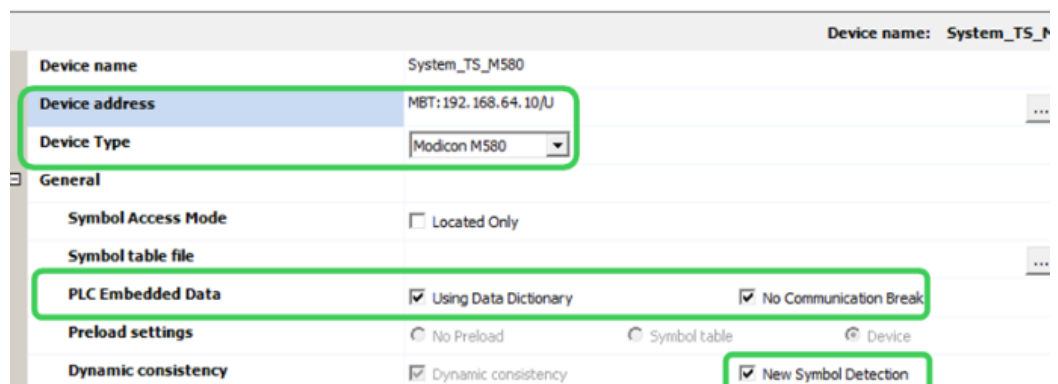 Device name: System_TS_M
Device name System_TS_M580
Device address MBT:192.168.64.10/U ...
Device Type Modicon M580
General
Symbol Access Mode Located Only
Symbol table file ...
PLC Embedded Data Using Data Dictionary No Communication Break
Preload settings No Preload Symbol table Device
Dynamic consistency Dynamic consistency New Symbol Detection